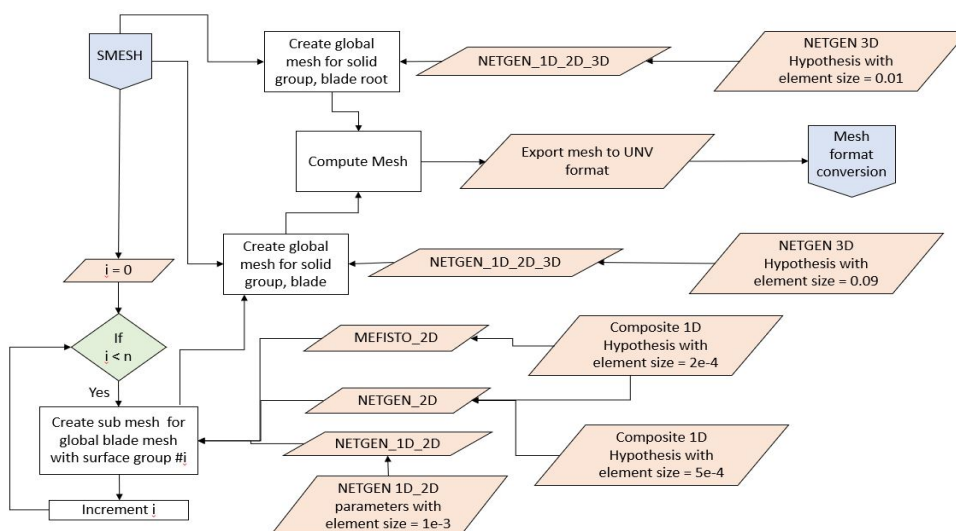 SMESH
Create global
mesh for solid
group, blade root
NETGEN_1D_2D_3D
NETGEN 3D
Hypothesis with
element size = 0.01
Compute Mesh
Export mesh to UNV
format
Mesh
format
conversion
Create global
mesh for solid
group, blade
NETGEN_1D_2D_3D
NETGEN 3D
Hypothesis with
element size = 0.09
i = 0
If
i < n
Yes
MEFISTO_2D
Composite 1D
Hypothesis with
element size = 2e-4
NETGEN_2D
Create sub mesh for
global blade mesh
with surface group #i
NETGEN_1D_2D
Composite 1D
Hypothesis with
element size = 5e-4
NETGEN 1D_2D
parameters with
element size = 1e-3
Increment i